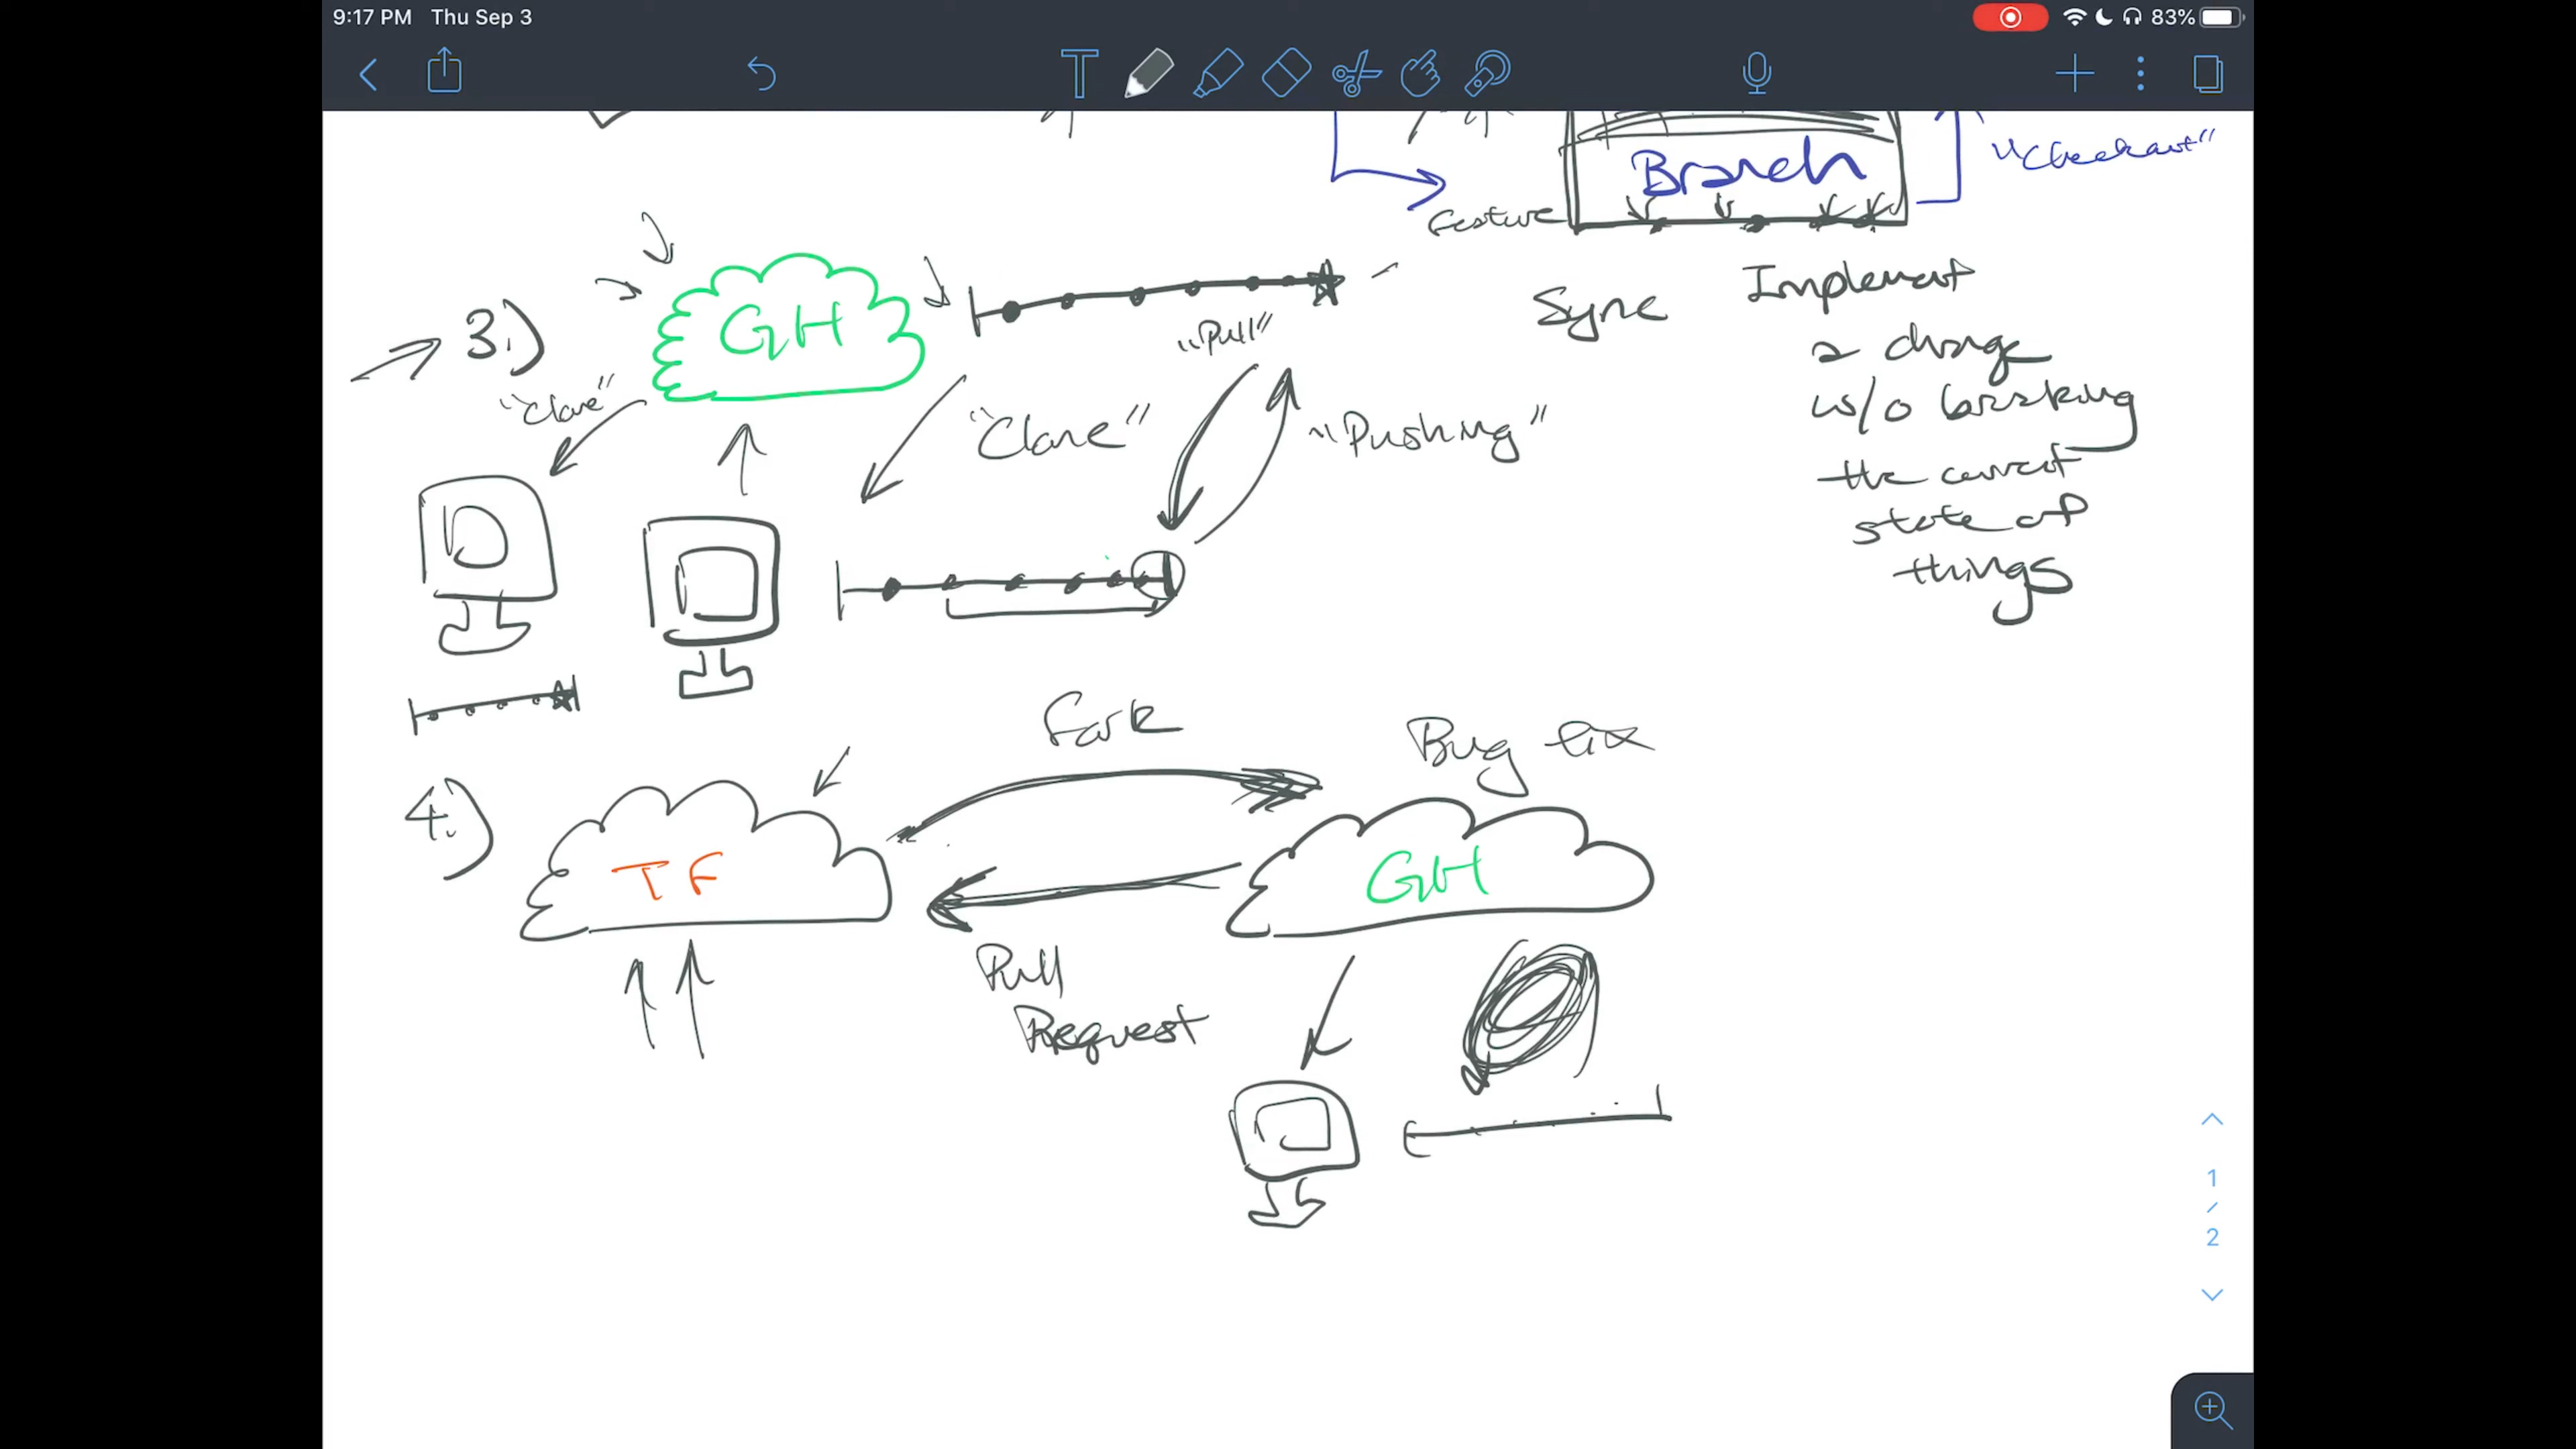 9:17 PM Thu Sep 3
83%
T
Branch
"Checkout"
Feature
3.)
GH
"Pull"
Sync
Implement
a change
w/o breaking
the current
state of
things
"Clone"
"Clone"
"Pushing"
Fork
Bug fix
4.)
TF
GH
Pull
Request
1
/
2